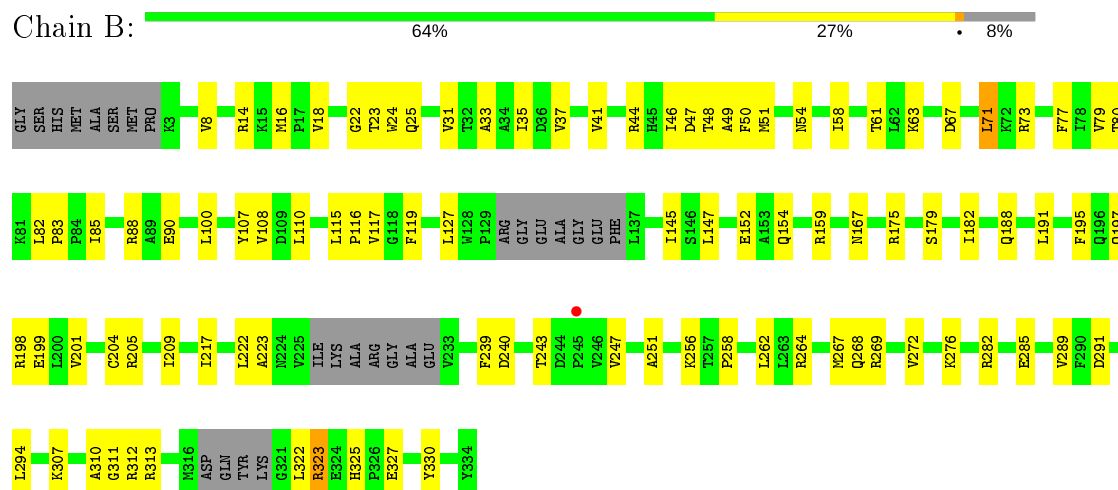 Chain B:
64% 27% • 8%
GLY SER HIS MET ALA SER MET PRO K3 V8 R14 K15 M16 P17 V18 G22 T23 W24 Q25 V31 T32 A33 A34 I35 D36 V37 V41 R44 H45 I46 D47 T48 A49 F50 M51 N54 I58 T61 L62 K63 D67 L71 K72 R73 F77 I78 V79 T80
K81 L82 P83 P84 I85 R88 A89 E90 L100 Y107 V108 D109 L110 L115 P116 V117 G118 F119 L127 W128 P129 ARG GLY GLU ALA GLY GLU PHE L137 I145 S146 L147 E152 A153 Q154 R159 N167 R175 S179 I182 Q188 L191 F195 Q196
R198 E199 L200 V201 C204 R205 I209 I217 L222 A223 N224 V225 ILE LYS ALA ARG GLY ALA GLU V233 F239 D240 T243 D244 P245 V246 V247 A251 K256 T257 P258 L262 L263 R264 M267 Q268 R269 V272 K276 R282 E285 V289 F290 D291
L294 K307 A310 G311 R312 R313 M316 ASP GLN TYR LYS G321 L322 R323 E324 H325 P326 E327 Y330 Y334